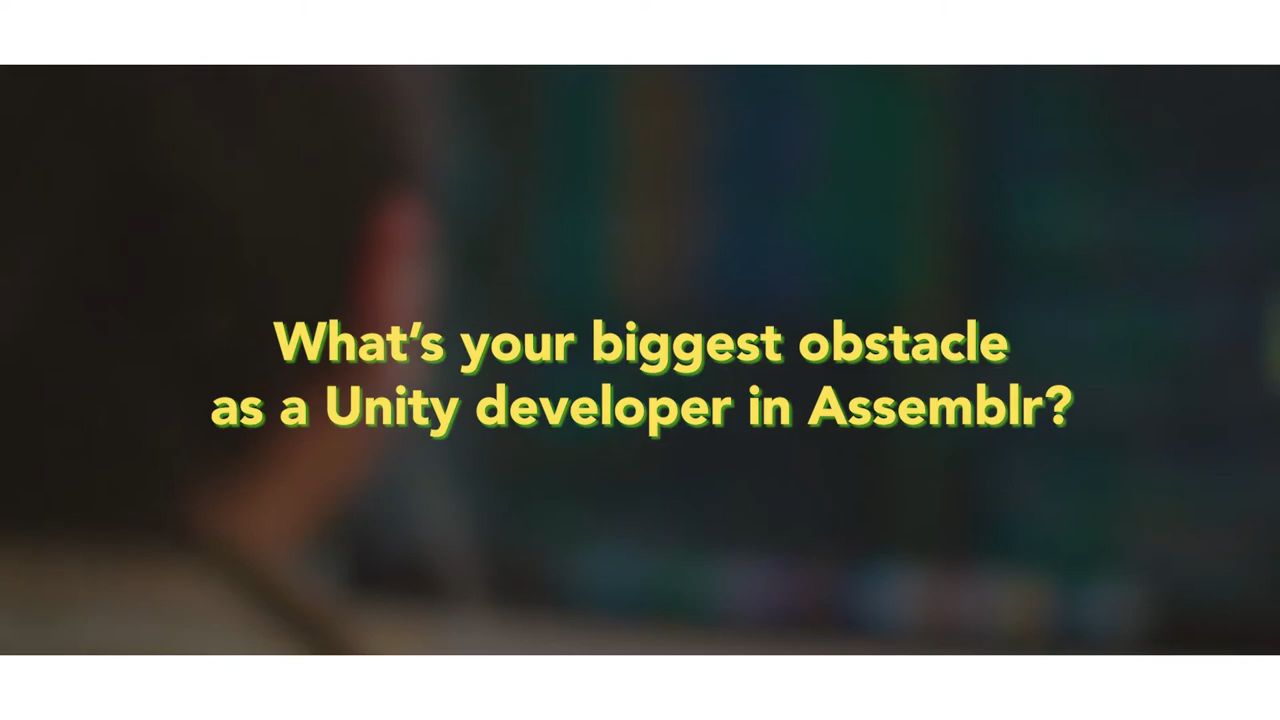 What’s your biggest obstacle
as a Unity developer in Assemblr?